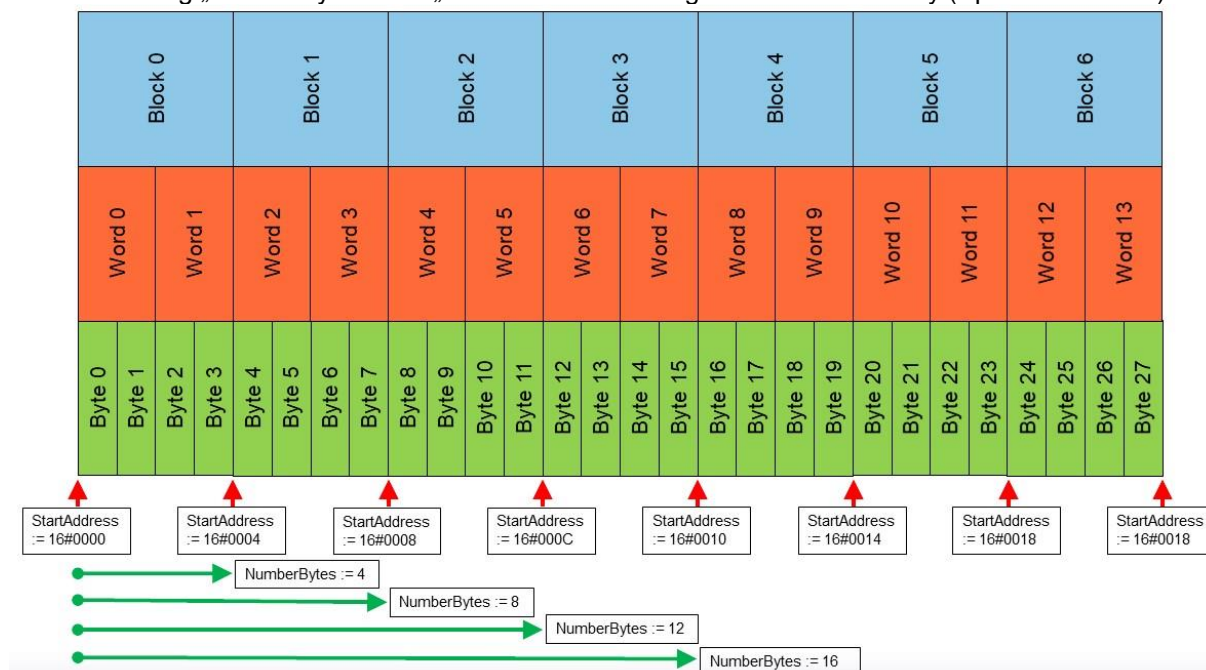 Block 0
Block 1
Block 2
Block 3
Block 4
Block 5
Block 6
Word 0
Word 1
Word 2
Word 3
Word 4
Word 5
Word 6
Word 7
Word 8
Word 9
Word 10
Word 11
Word 12
Word 13
Byte 0
Byte 1
Byte 2
Byte 3
Byte 4
Byte 5
Byte 6
Byte 7
Byte 8
Byte 9
Byte 10
Byte 11
Byte 12
Byte 13
Byte 14
Byte 15
Byte 16
Byte 17
Byte 18
Byte 19
Byte 20
Byte 21
Byte 22
Byte 23
Byte 24
Byte 25
Byte 26
Byte 27
StartAddress
:= 16#0000
StartAddress
:= 16#0004
StartAddress
:= 16#0008
StartAddress
:= 16#000C
StartAddress
:= 16#0010
StartAddress
:= 16#0014
StartAddress
:= 16#0018
StartAddress
:= 16#0018
NumberBytes := 4
NumberBytes := 8
NumberBytes := 12
NumberBytes := 16